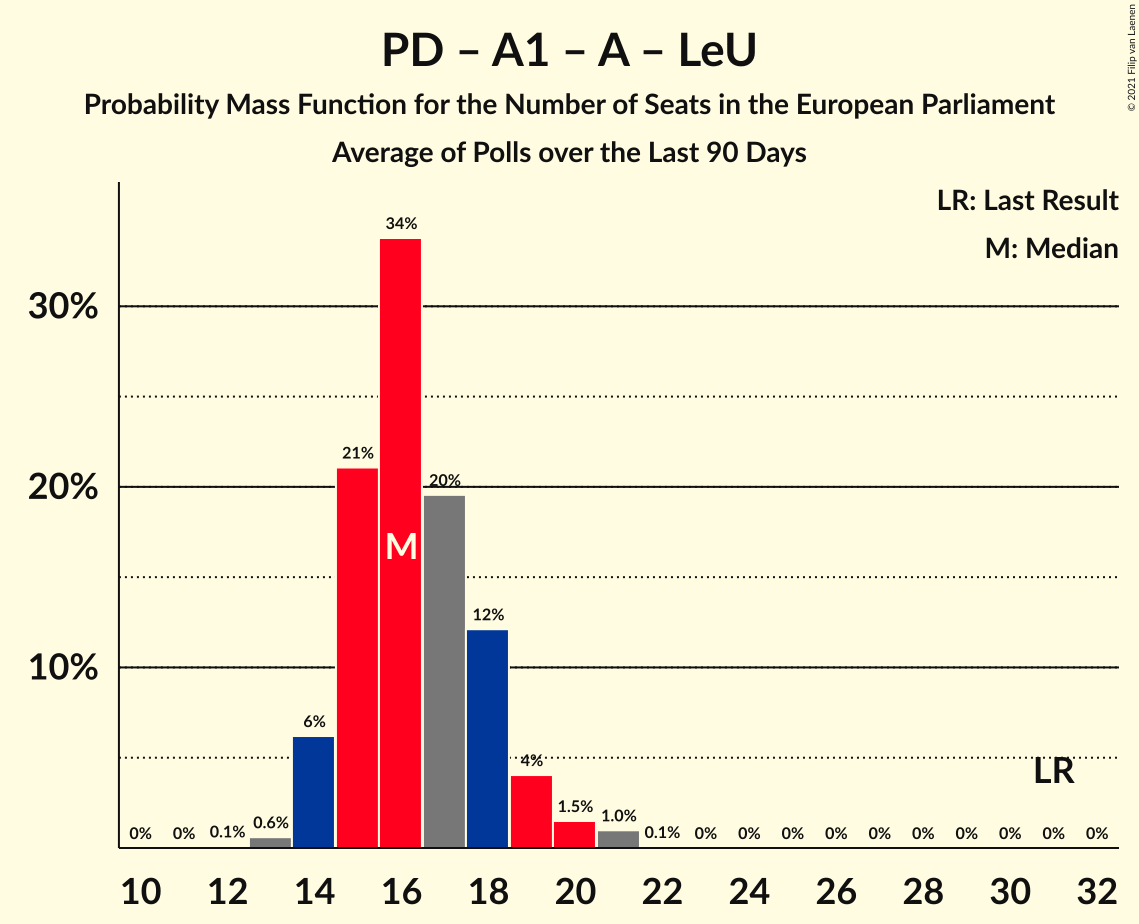 PD – A1 – A – LeU
Probability Mass Function for the Number of Seats in the European Parliament
Average of Polls over the Last 90 Days
© 2021 Filip van Laenen
LR: Last Result
M: Median
34%
30%
21%
20%
20%
M
12%
10%
6%
4%
LR
0% 0% 0.1% 0.6% 1.5% 1.0% 0.1% 0% 0% 0% 0% 0% 0% 0% 0% 0% 0%
10 12 14 16 18 20 22 24 26 28 30 32